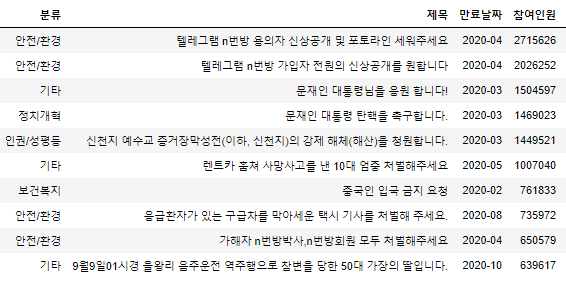 분류 제목 만료날짜 참여인원
안전/환경 텔레그램 n번방 용의자 신상공개 및 포토라인 세워주세요 2020-04 2715626
안전/환경 텔레그램 n번방 가입자 전원의 신상공개를 원합니다 2020-04 2026252
기타 문재인 대통령님을 응원 합니다! 2020-03 1504597
정치개혁 문재인 대통령 탄핵을 촉구합니다. 2020-03 1469023
인권/성평등 신천지 예수교 증거장막성전(이하, 신천지)의 강제 해체(해산)을 청원합니다. 2020-03 1449521
기타 렌트카 훔쳐 사망사고를 낸 10대 엄중 처벌해주세요 2020-05 1007040
보건복지 중국인 입국 금지 요청 2020-02 761833
안전/환경 응급환자가 있는 구급차를 막아세운 택시 기사를 처벌해 주세요. 2020-08 735972
안전/환경 가해자 n번방박사,n번방회원 모두 처벌해주세요 2020-04 650579
기타 9월9일01시경 을왕리 음주운전 역주행으로 참변을 당한 50대 가장의 딸입니다. 2020-10 639617